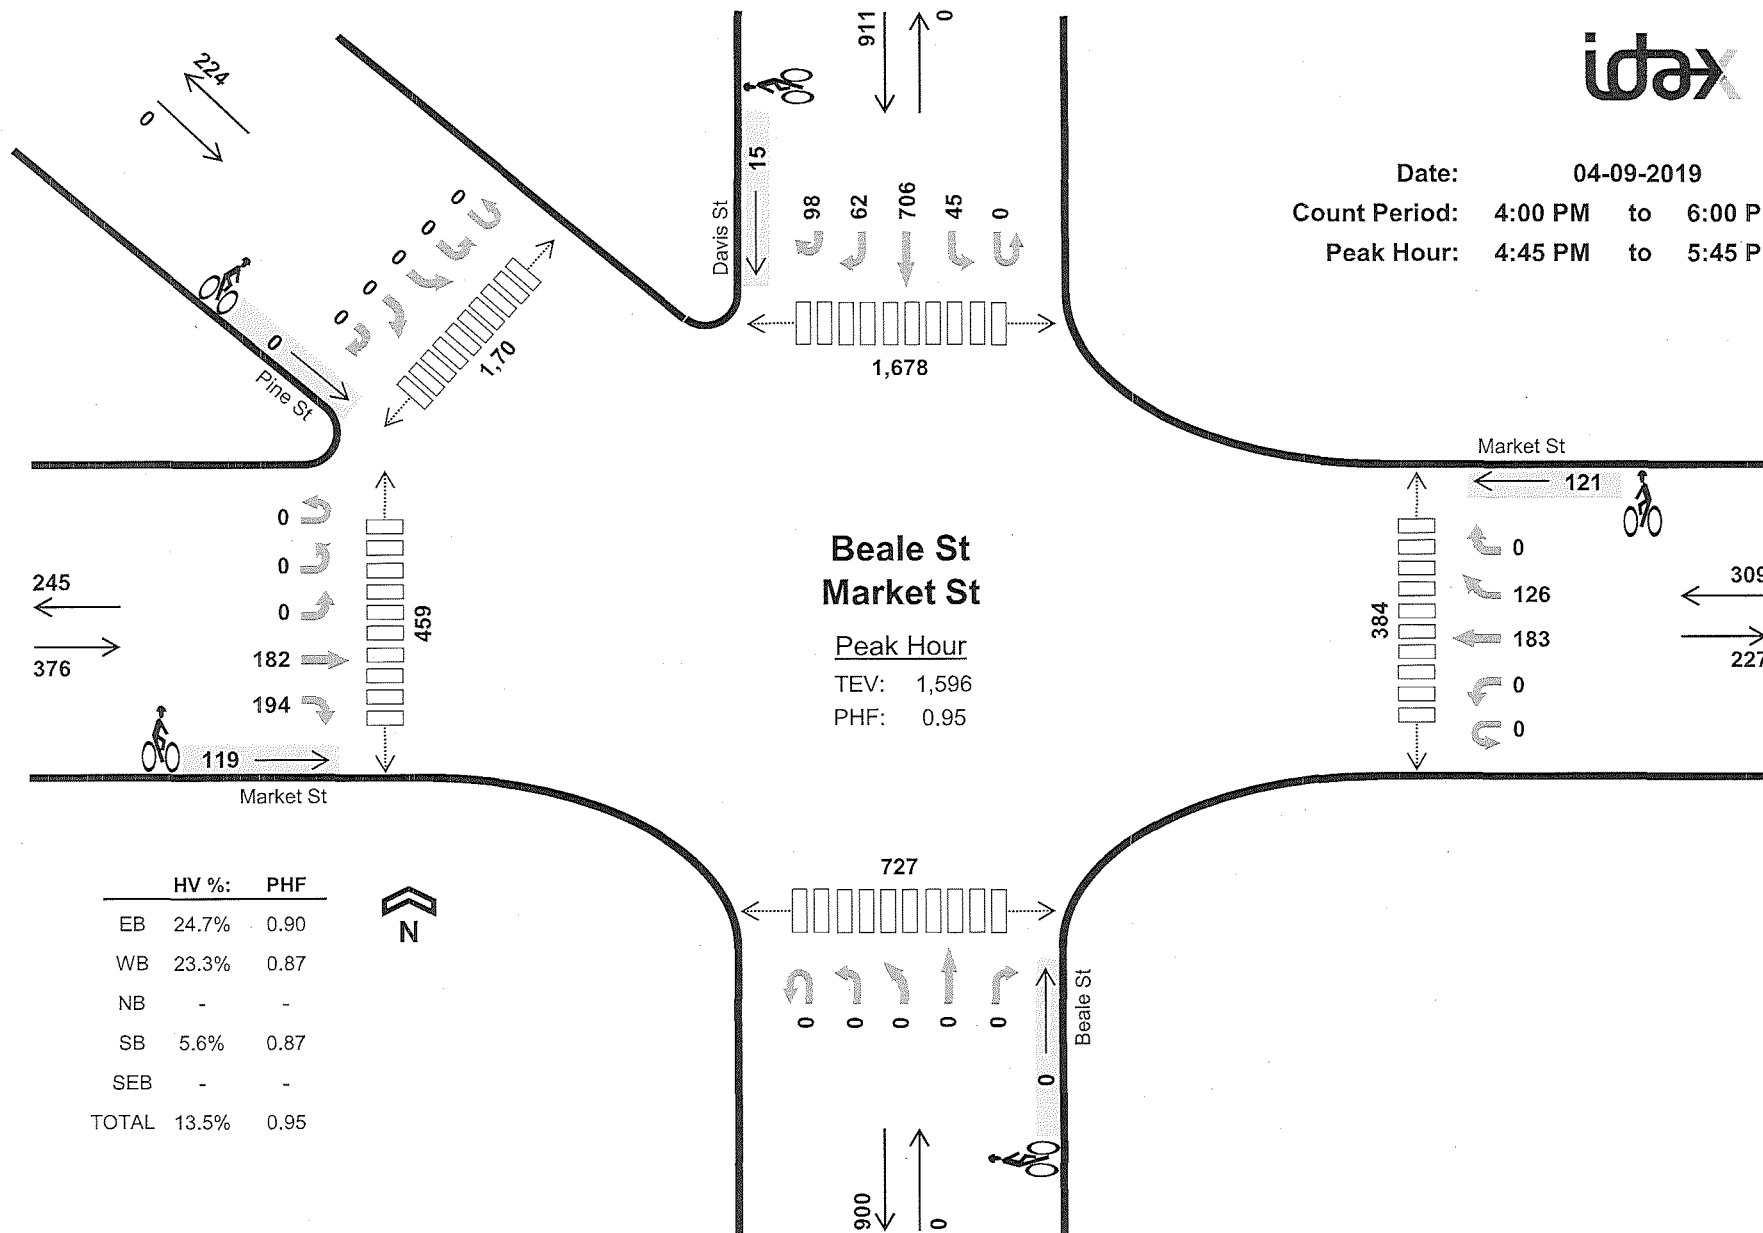 idax
Date: 04-09-2019
Count Period: 4:00 PM to 6:00 P
Peak Hour: 4:45 PM to 5:45 P
224
0
0
0
0
0
0
0
Pine St
1,70
911
0
15
Davis St
98
62
706
45
0
1,678
Market St
121
0
126
183
0
0
384
309
227
245
376
0
0
0
182
194
459
119
Market St
Beale St
Market St
Peak Hour
TEV: 1,596
PHF: 0.95
727
0
0
0
0
0
0
Beale St
900
0
HV %: PHF
EB 24.7% 0.90
WB 23.3% 0.87
NB - -
SB 5.6% 0.87
SEB - -
TOTAL 13.5% 0.95
N